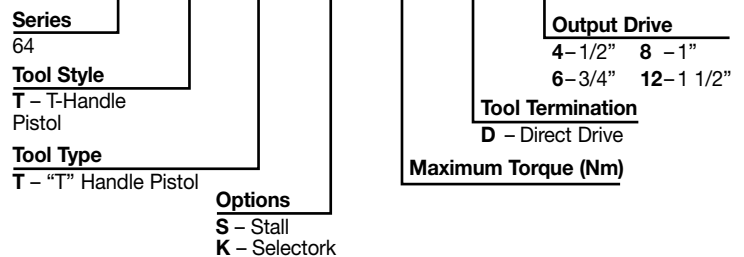 Series
64
Tool Style
T – T-Handle
Pistol
Tool Type
T – “T” Handle Pistol
Options
S – Stall
K – Selectork
Output Drive
4–1/2” 8 –1”
6–3/4” 12–1 1/2”
Tool Termination
D – Direct Drive
Maximum Torque (Nm)